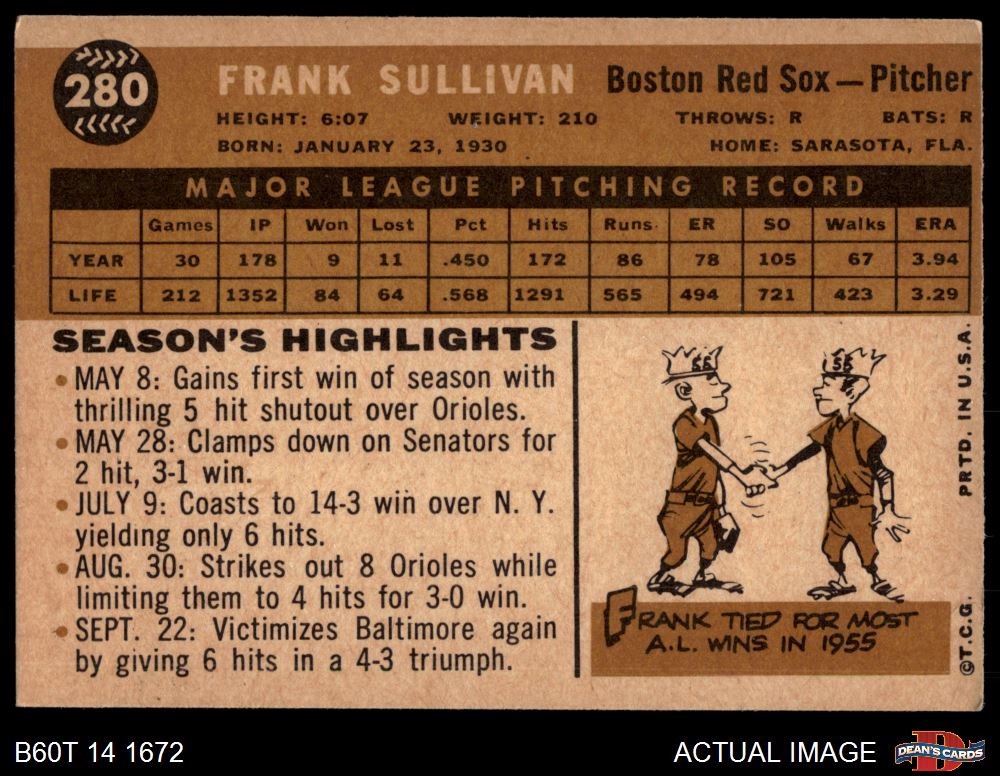 280
FRANK SULLIVAN Boston Red Sox—Pitcher
HEIGHT: 6:07 WEIGHT: 210 THROWS: R BATS: R
BORN: JANUARY 23, 1930 HOME: SARASOTA, FLA.
MAJOR LEAGUE PITCHING RECORD
Games IP Won Lost Pct Hits Runs ER SO Walks ERA
YEAR 30 178 9 11 .450 172 86 78 105 67 3.94
LIFE 212 1352 84 64 .568 1291 565 494 721 423 3.29
SEASON'S HIGHLIGHTS
• MAY 8: Gains first win of season with
thrilling 5 hit shutout over Orioles.
• MAY 28: Clamps down on Senators for
2 hit, 3-1 win.
• JULY 9: Coasts to 14-3 win over N. Y.
yielding only 6 hits.
• AUG. 30: Strikes out 8 Orioles while
limiting them to 4 hits for 3-0 win.
• SEPT. 22: Victimizes Baltimore again
by giving 6 hits in a 4-3 triumph.
55
55
FRANK TIED FOR MOST
A.L. WINS IN 1955
©T.C.G. PRTD. IN U.S.A.
B60T 14 1672
ACTUAL IMAGE
D
DEAN'S CARDS